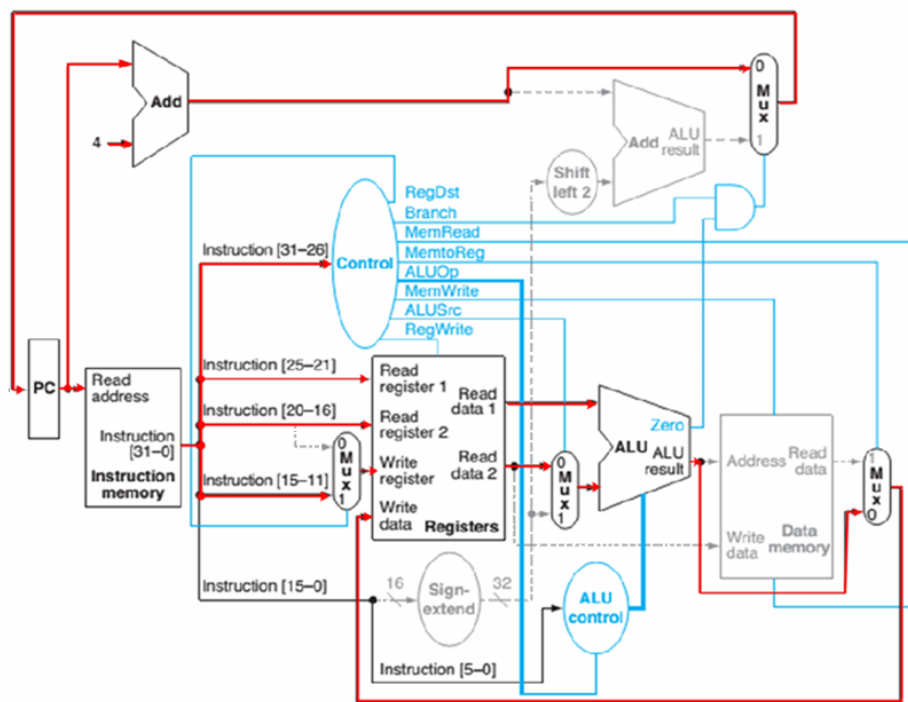 Add
4
0
Mux
1
Add
ALU
result
Shift
left 2
RegDst
Branch
MemRead
MemtoReg
ALUOp
MemWrite
ALUSrc
RegWrite
Control
Instruction [31–26]
Instruction [25–21]
Instruction [20–16]
Instruction [15–11]
Instruction [15–0]
PC
Read
address
Instruction
[31–0]
Instruction
memory
0
Mux
1
Read
register 1
Read
register 2
Write
register
Write
data
Read
data 1
Read
data 2
Registers
0
Mux
1
Zero
ALU
ALU
result
Address
Read
data
Write
data
Data
memory
1
Mux
0
16
Sign-
extend
32
ALU
control
Instruction [5–0]